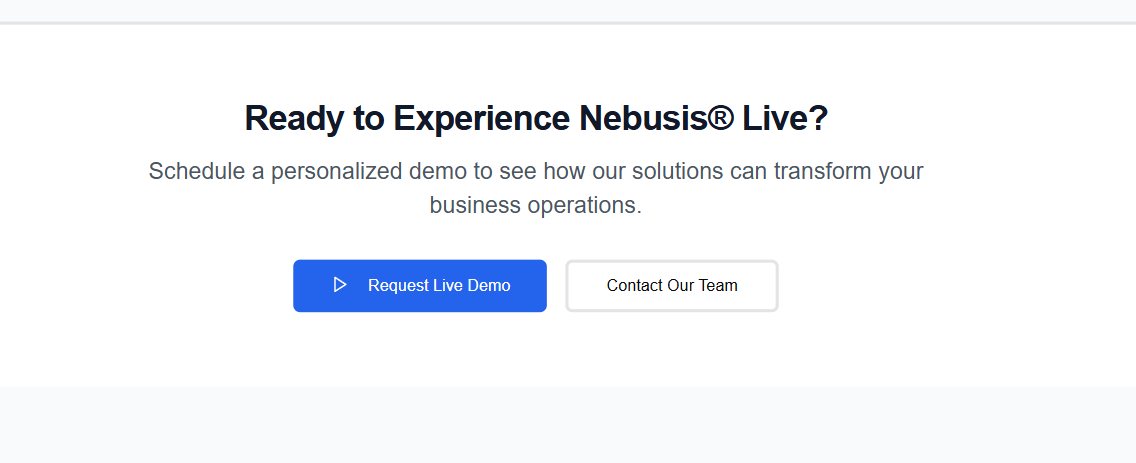 Ready to Experience Nebusis® Live?
Schedule a personalized demo to see how our solutions can transform your
business operations.
Request Live Demo
Contact Our Team